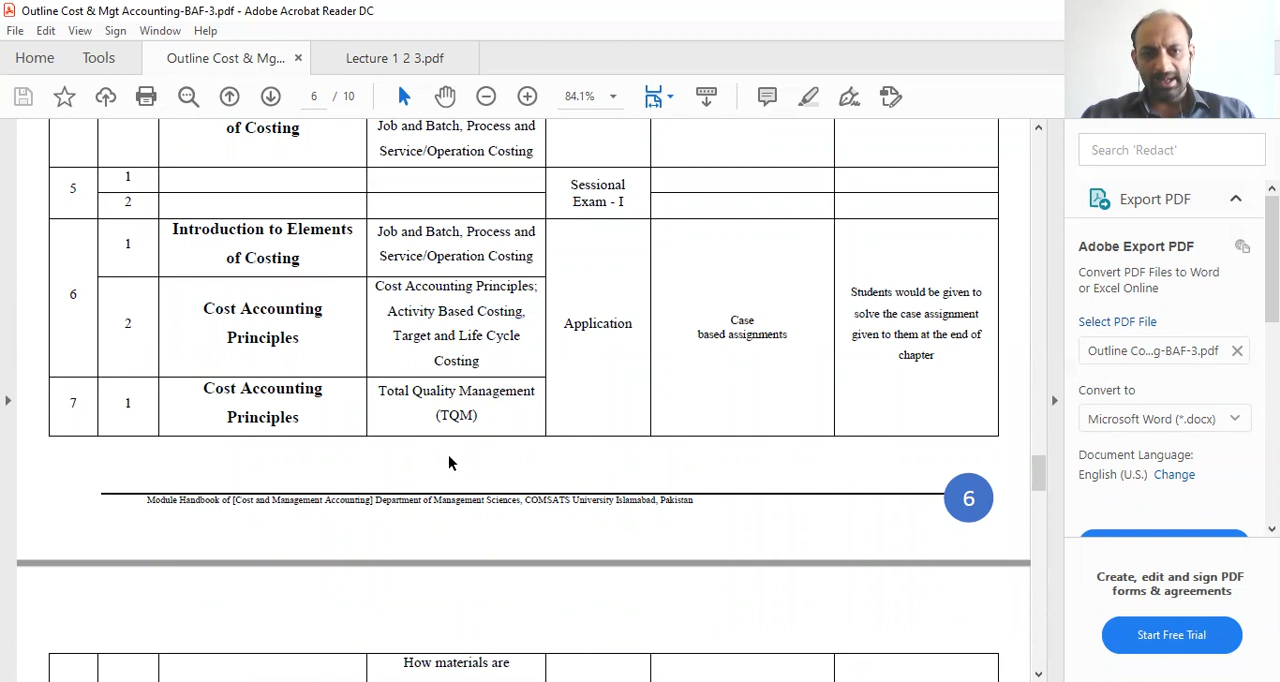 Outline Cost & Mgt Accounting-BAF-3.pdf - Adobe Acrobat Reader DC
File Edit View Sign Window Help
Home Tools Outline Cost & Mg... × Lecture 1 2 3.pdf
6 / 10 84.1%
Search 'Redact'
Export PDF
Adobe Export PDF
Convert PDF Files to Word
or Excel Online
Select PDF File
Outline Co...g-BAF-3.pdf
Convert to
Microsoft Word (*.docx)
Document Language:
English (U.S.) Change
Create, edit and sign PDF
forms & agreements
Start Free Trial
of Costing
Job and Batch, Process and
Service/Operation Costing
5
1
2
Sessional
Exam - I
6
1
Introduction to Elements
of Costing
Job and Batch, Process and
Service/Operation Costing
2
Cost Accounting
Principles
Cost Accounting Principles;
Activity Based Costing,
Target and Life Cycle
Costing
Application
Case
based assignments
Students would be given to
solve the case assignment
given to them at the end of
chapter
7
1
Cost Accounting
Principles
Total Quality Management
(TQM)
Module Handbook of [Cost and Management Accounting] Department of Management Sciences, COMSATS University Islamabad, Pakistan
6
How materials are